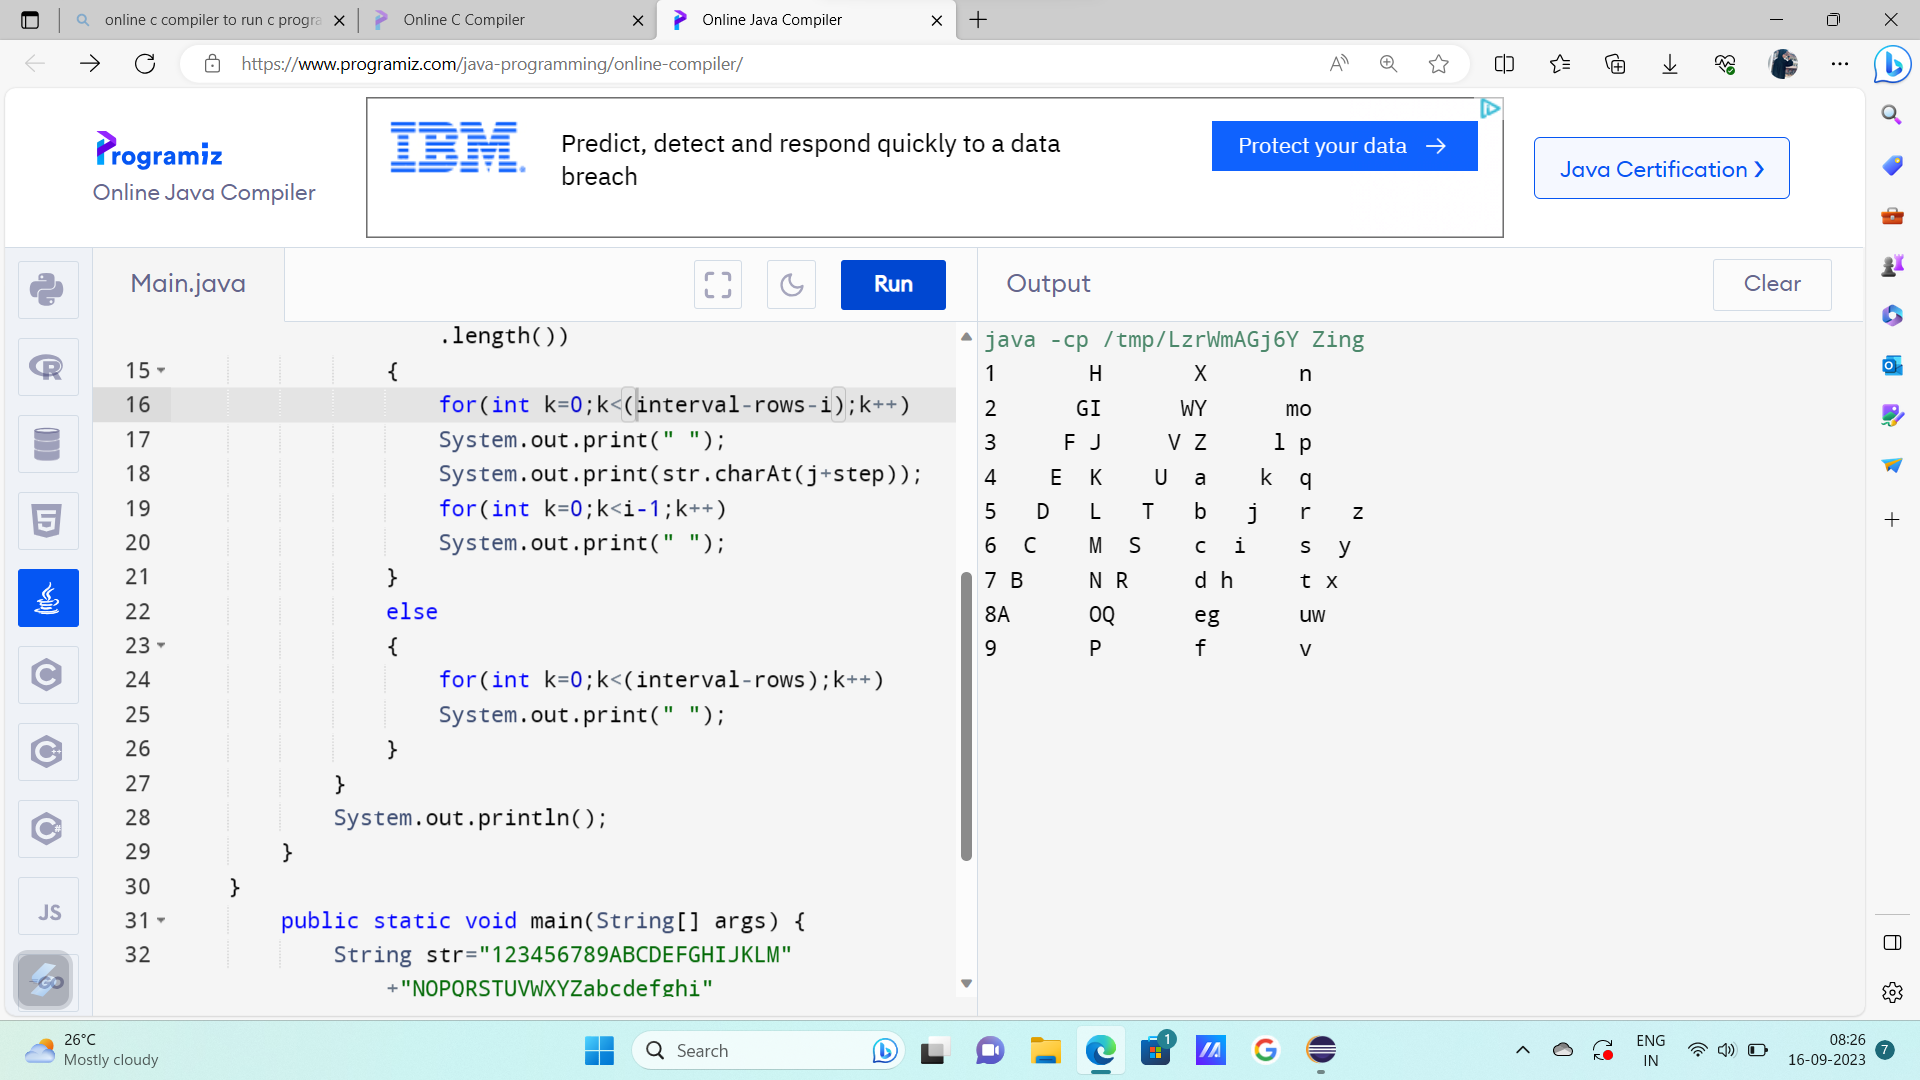 online c compiler to run c progra
Online C Compiler
Online Java Compiler
https://www.programiz.com/java-programming/online-compiler/
Programiz
Online Java Compiler
IBM
Predict, detect and respond quickly to a data
breach
Protect your data
Java Certification
Main.java
Run
Output
Clear
.length())
15 {
16 for(int k=0;k<(interval-rows-i);k++)
17 System.out.print(" ");
18 System.out.print(str.charAt(j+step));
19 for(int k=0;k<i-1;k++)
20 System.out.print(" ");
21 }
22 else
23 {
24 for(int k=0;k<(interval-rows);k++)
25 System.out.print(" ");
26 }
27 }
28 System.out.println();
29 }
30 }
31 public static void main(String[] args) {
32 String str="123456789ABCDEFGHIJKLM"
+"NOPQRSTUVWXYZabcdefghi"
java -cp /tmp/LzrWmAGj6Y Zing
1       H       X       n
2      GI      WY      mo
3     F J     V Z     l p
4    E  K    U  a    k  q
5   D   L   T   b   j   r   z
6  C    M  S    c  i    s  y
7 B     N R     d h     t x
8A      OQ      eg      uw
9       P       f       v
R
5
C
C++
C#
JS
GO
26°C
Mostly cloudy
Search
1
G
ENG
IN
08:26
16-09-2023
7